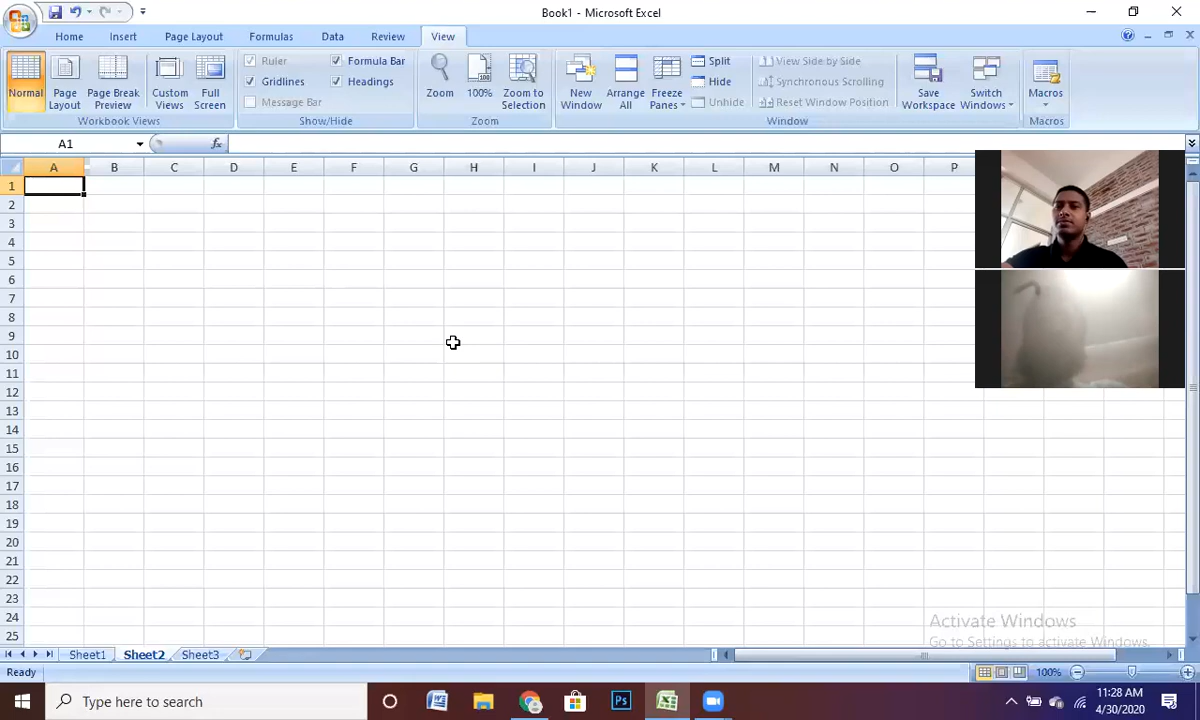 Book1 - Microsoft Excel
Home Insert Page Layout Formulas Data Review View
Ruler Formula Bar
Gridlines Headings
Message Bar
Normal Page Layout Page Break Preview Custom Views Full Screen
Zoom 100% Zoom to Selection
New Window Arrange All Freeze Panes
Split
Hide
Unhide
View Side by Side
Synchronous Scrolling
Reset Window Position
Save Workspace Switch Windows Macros
Workbook Views Show/Hide Zoom Window Macros
A1 fx
A B C D E F G H I J K L M N O P
1
2
3
4
5
6
7
8
9
10
11
12
13
14
15
16
17
18
19
20
21
22
23
24
25
Activate Windows
Go to Settings to activate Windows.
Sheet1 Sheet2 Sheet3
Ready 100%
Type here to search
11:28 AM
4/30/2020